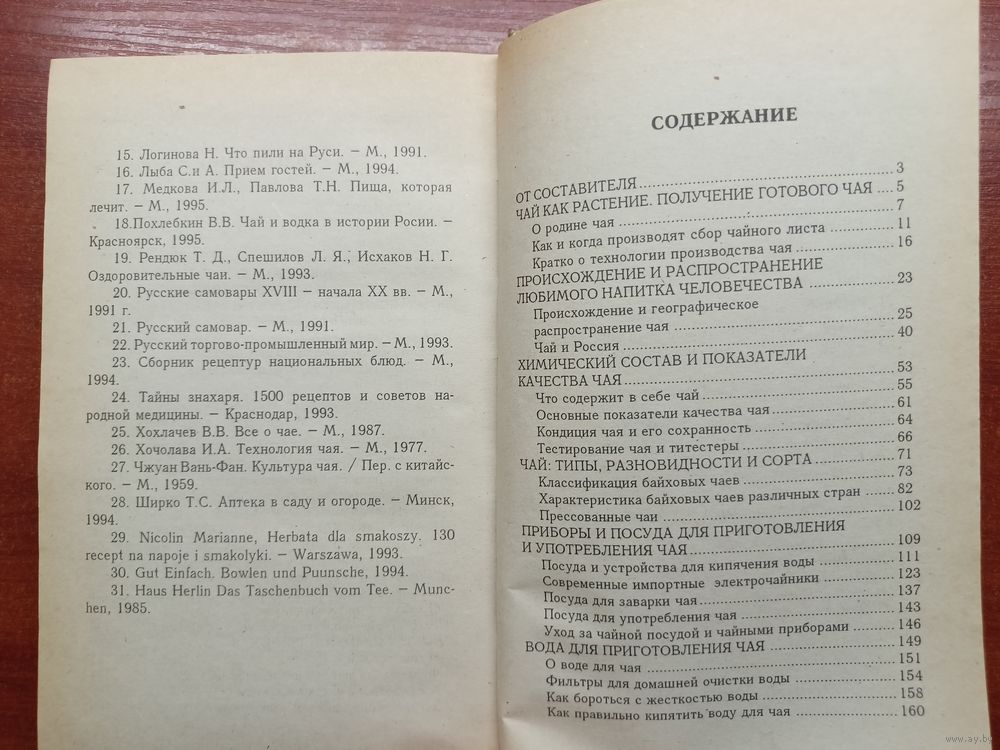 15. Логинова Н. Что пили на Руси. – М., 1991.
16. Лыба С.и А. Прием гостей. – М., 1994.
17. Медкова И.Л., Павлова Т.Н. Пища, которая
лечит. – М., 1995.
18.Похлебкин В.В. Чай и водка в истории Росии. –
Красноярск, 1995.
19. Рендюк Т. Д., Спешилов Л. Я., Исхаков Н. Г.
Оздоровительные чаи. – М., 1993.
20. Русские самовары XVIII – начала XX вв. – М.,
1991 г.
21. Русский самовар. – М., 1991.
22. Русский торгово-промышленный мир. – М., 1993.
23. Сборник рецептур национальных блюд. – М.,
1994.
24. Тайны знахаря. 1500 рецептов и советов на-
родной медицины. – Краснодар, 1993.
25. Хохлачев В.В. Все о чае. – М., 1987.
26. Хочолава И.А. Технология чая. – М., 1977.
27. Чжуан Вань-Фан. Культура чая. / Пер. с китайс-
кого. – М., 1959.
28. Ширко Т.С. Аптека в саду и огороде. – Минск,
1994.
29. Nicolin Marianne, Herbata dla smakoszy. 130
recept na napoje i smakolyki. – Warszawa, 1993.
30. Gut Einfach. Bowlen und Puunsche, 1994.
31. Haus Herlin Das Taschenbuch vom Tee. – Munc-
hen, 1985.
СОДЕРЖАНИЕ
ОТ СОСТАВИТЕЛЯ 3
ЧАЙ КАК РАСТЕНИЕ. ПОЛУЧЕНИЕ ГОТОВОГО ЧАЯ 5
О родине чая 7
Как и когда производят сбор чайного листа 11
Кратко о технологии производства чая 16
ПРОИСХОЖДЕНИЕ И РАСПРОСТРАНЕНИЕ
ЛЮБИМОГО НАПИТКА ЧЕЛОВЕЧЕСТВА 23
Происхождение и географическое
распространение чая 25
Чай и Россия 40
ХИМИЧЕСКИЙ СОСТАВ И ПОКАЗАТЕЛИ
КАЧЕСТВА ЧАЯ 53
Что содержит в себе чай 55
Основные показатели качества чая 61
Кондиция чая и его сохранность 64
Тестирование чая и титестеры 66
ЧАЙ: ТИПЫ, РАЗНОВИДНОСТИ И СОРТА 71
Классификация байховых чаев 73
Характеристика байховых чаев различных стран 82
Прессованные чаи 102
ПРИБОРЫ И ПОСУДА ДЛЯ ПРИГОТОВЛЕНИЯ
И УПОТРЕБЛЕНИЯ ЧАЯ 109
Посуда и устройства для кипячения воды 111
Современные импортные электрочайники 123
Посуда для заварки чая 137
Посуда для употребления чая 143
Уход за чайной посудой и чайными приборами 146
ВОДА ДЛЯ ПРИГОТОВЛЕНИЯ ЧАЯ 149
О воде для чая 151
Фильтры для домашней очистки воды 154
Как бороться с жесткостью воды 158
Как правильно кипятить воду для чая 160
www.ay.by